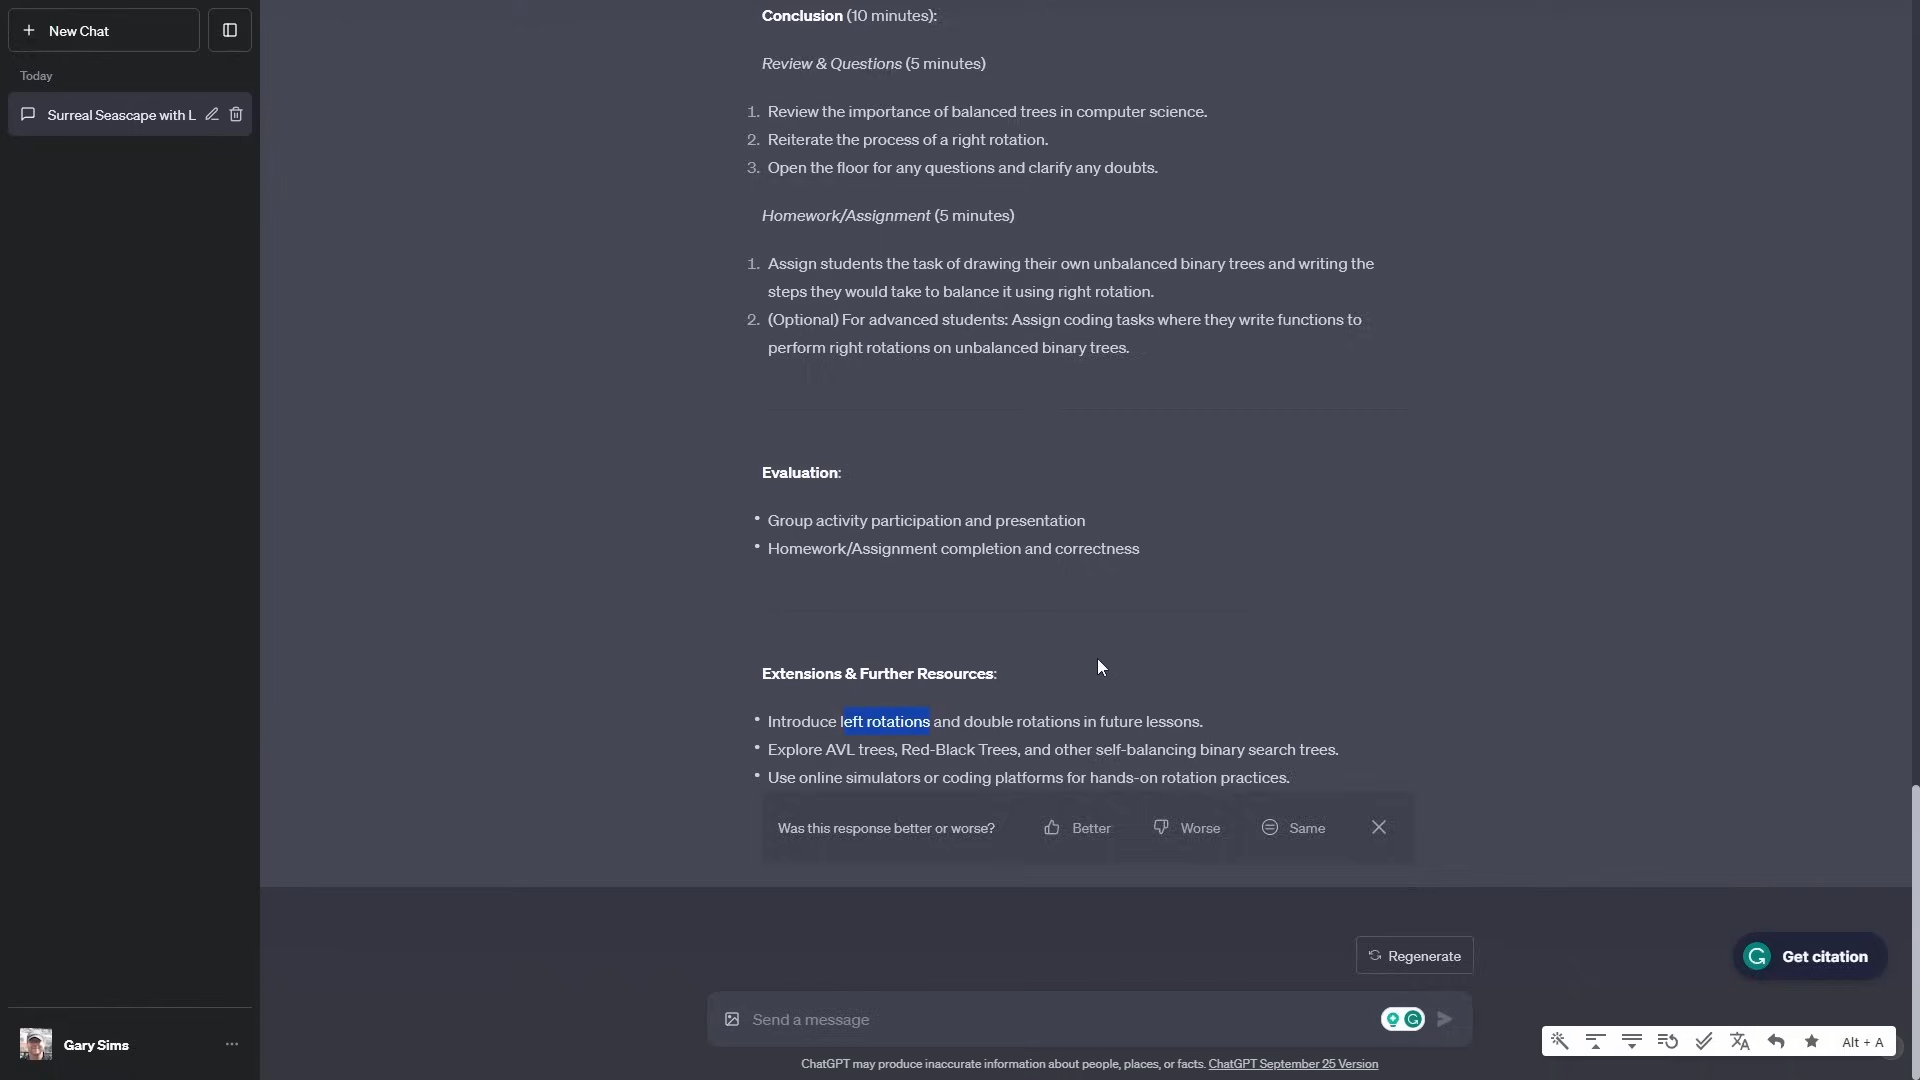 New Chat
Today
Surreal Seascape with L
Conclusion (10 minutes):
Review & Questions (5 minutes)
1. Review the importance of balanced trees in computer science.
2. Reiterate the process of a right rotation.
3. Open the floor for any questions and clarify any doubts.
Homework/Assignment (5 minutes)
1. Assign students the task of drawing their own unbalanced binary trees and writing the
steps they would take to balance it using right rotation.
2. (Optional) For advanced students: Assign coding tasks where they write functions to
perform right rotations on unbalanced binary trees.
Evaluation:
• Group activity participation and presentation
• Homework/Assignment completion and correctness
Extensions & Further Resources:
• Introduce left rotations and double rotations in future lessons.
• Explore AVL trees, Red-Black Trees, and other self-balancing binary search trees.
• Use online simulators or coding platforms for hands-on rotation practices.
Was this response better or worse? Better Worse Same
Regenerate
Get citation
Send a message
Gary Sims
Alt + A
ChatGPT may produce inaccurate information about people, places, or facts. ChatGPT September 25 Version